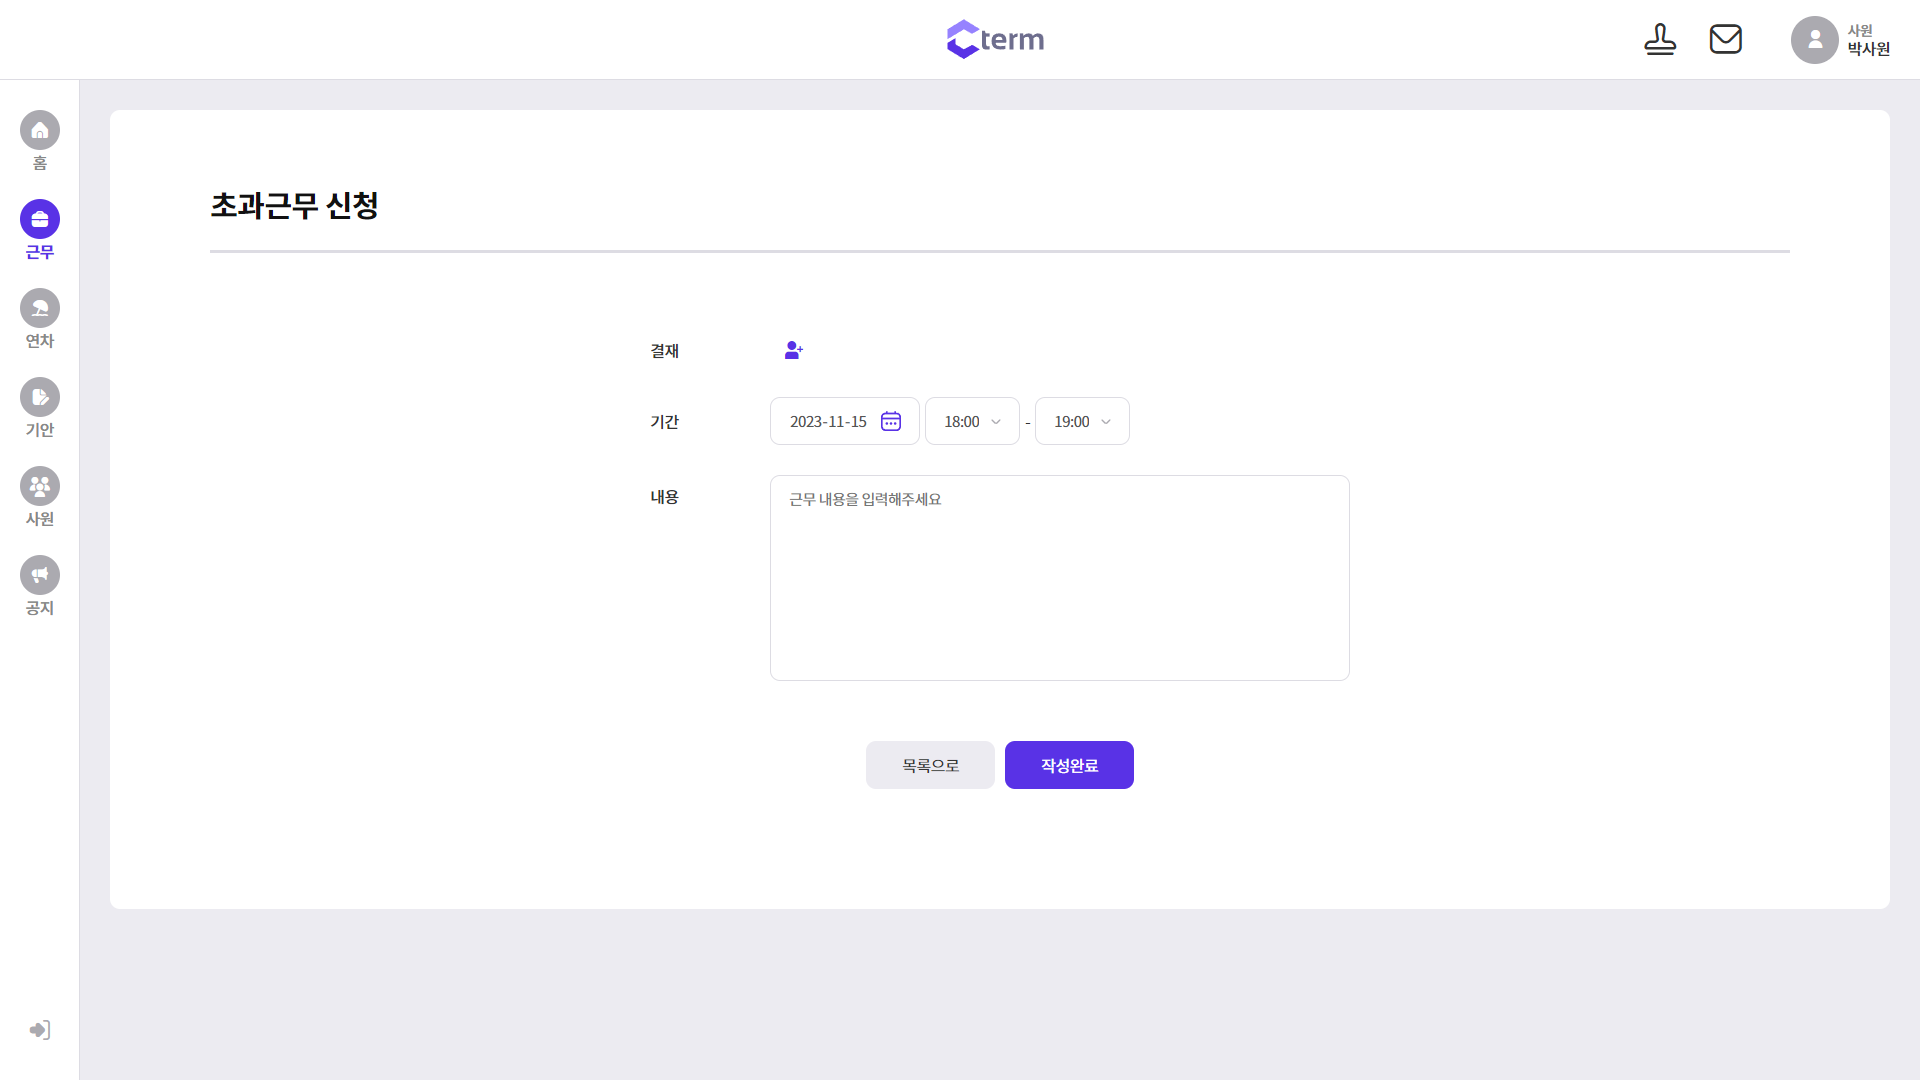 term
사원
박사원
홈
근무
연차
기안
사원
공지
초과근무 신청
결재
기간
2023-11-15
18:00
-
19:00
내용
근무 내용을 입력해주세요
목록으로
작성완료